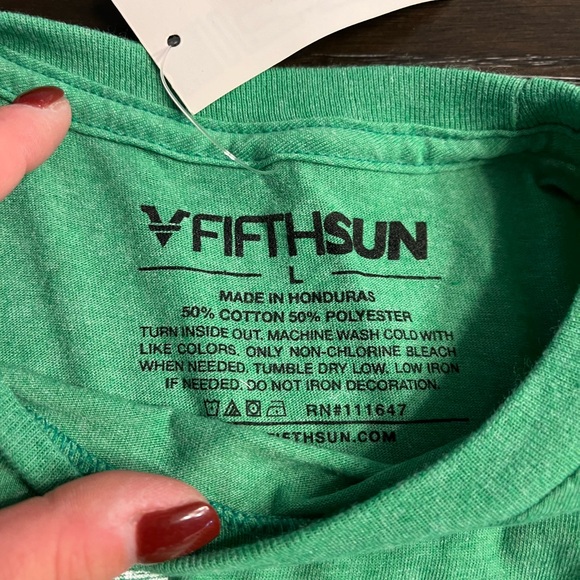 FIFTHSUN
L
MADE IN HONDURAS
50% COTTON 50% POLYESTER
TURN INSIDE OUT. MACHINE WASH COLD WITH
LIKE COLORS. ONLY NON-CHLORINE BLEACH
WHEN NEEDED. TUMBLE DRY LOW. LOW IRON
IF NEEDED. DO NOT IRON DECORATION.
RN#111647
FIFTHSUN.COM